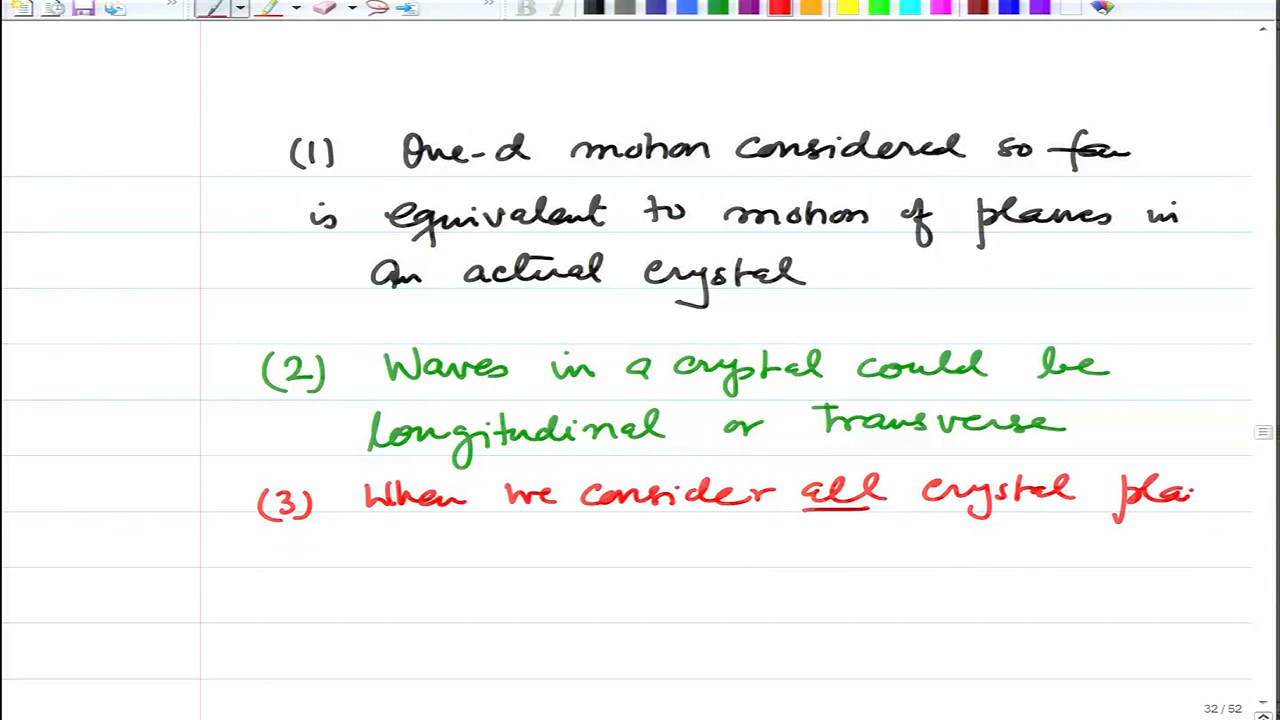 (1) One-d motion considered so far
is equivalent to motion of planes in
an actual crystal
(2) Waves in a crystal could be
longitudinal or transverse
(3) When we consider all crystal pla
32 / 52